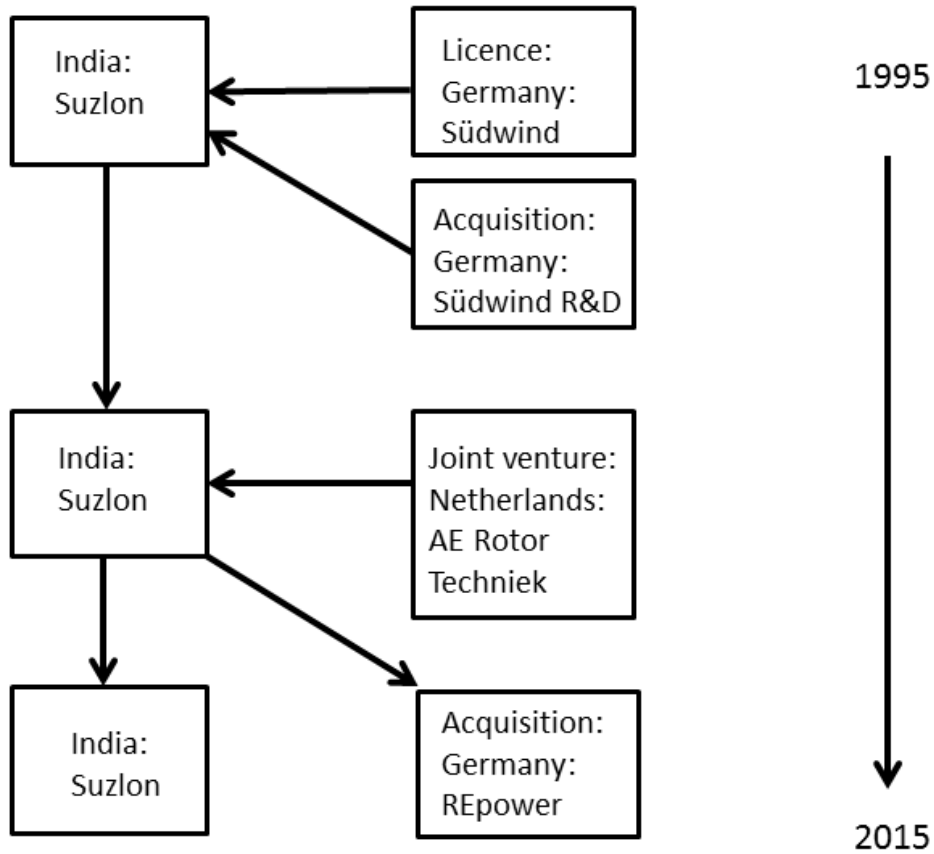 India:
Suzlon
Licence:
Germany:
Südwind
1995
Acquisition:
Germany:
Südwind R&D
India:
Suzlon
Joint venture:
Netherlands:
AE Rotor
Techniek
India:
Suzlon
Acquisition:
Germany:
REpower
2015